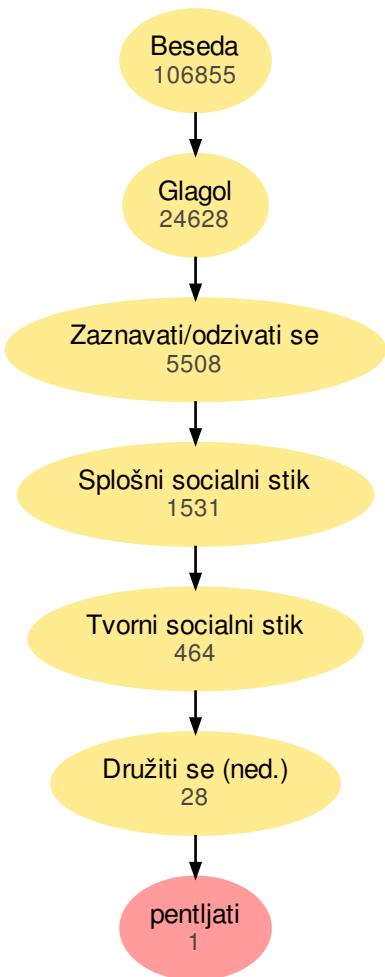 Beseda
106855
Glagol
24628
Zaznavati/odzivati se
5508
Splošni socialni stik
1531
Tvorni socialni stik
464
Družiti se (ned.)
28
pentljati
1